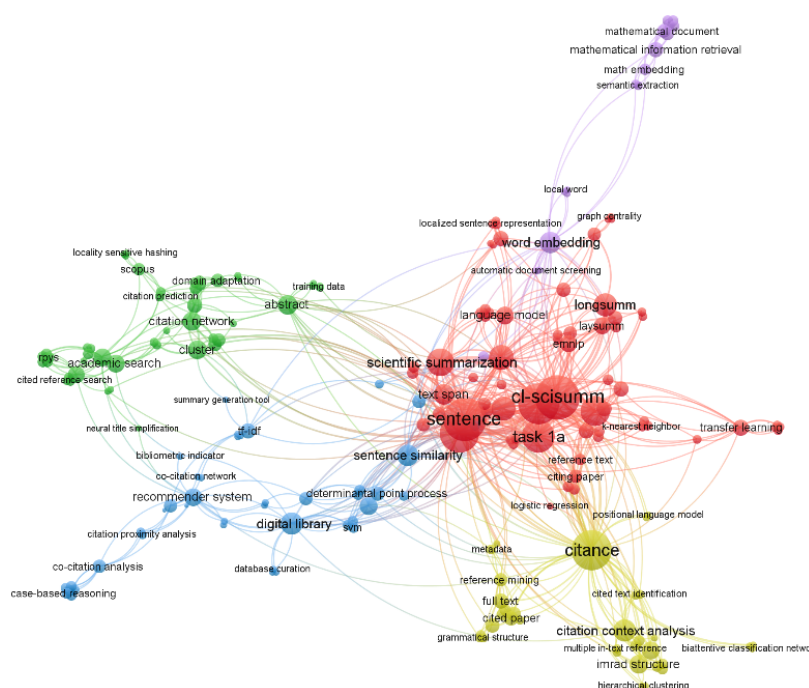 mathematical document
mathematical information retrieval
math embedding
semantic extraction
local word
localized sentence representation
graph centrality
word embedding
locality sensitive hashing
scopus
domain adaptation
training data
automatic document screening
citation prediction
abstract
longsumm
language model
laysumm
citation network
emnlp
cluster
rpys
academic search
scientific summarization
cited reference search
text span
cl-scisumm
summary generation tool
sentence
neural title simplification
tf-idf
task 1a
k-nearest neighbor
transfer learning
bibliometric indicator
sentence similarity
reference text
co-citation network
citing paper
recommender system
determinantal point process
logistic regression
positional language model
digital library
svm
citation proximity analysis
metadata
citance
co-citation analysis
database curation
reference mining
case-based reasoning
cited text identification
full text
cited paper
citation context analysis
grammatical structure
multiple in-text reference
biattentive classification netwo
imrad structure
hierarchical clustering